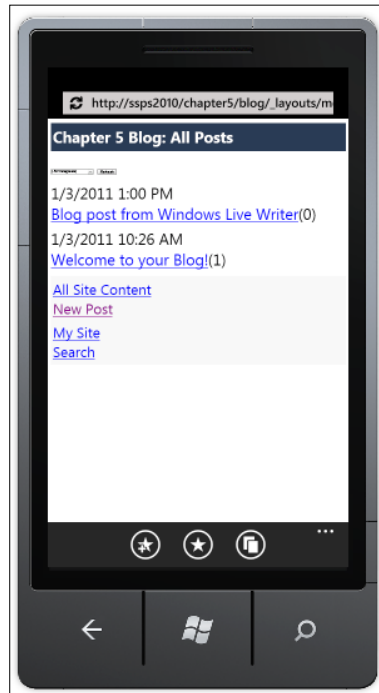 http://ssps2010/chapter5/blog/_layouts/m
Chapter 5 Blog: All Posts
1/3/2011 1:00 PM
Blog post from Windows Live Writer(0)
1/3/2011 10:26 AM
Welcome to your Blog!(1)
All Site Content
New Post
My Site
Search